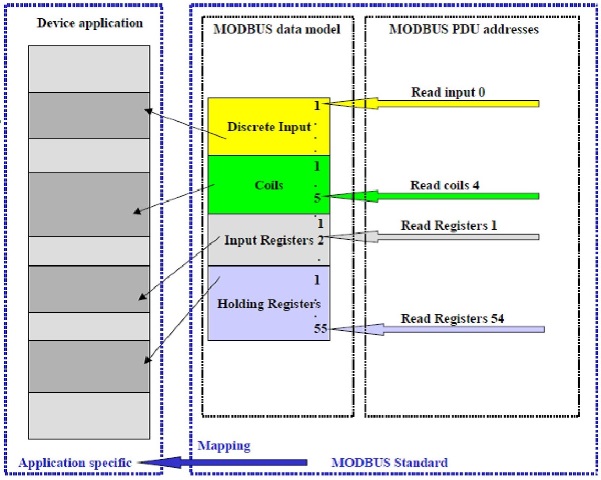 Device application
MODBUS data model
MODBUS PDU addresses
1
.
Discrete Input .
.
Read input 0
1
.
Coils .
5
.
Read coils 4
1
Input Registers 2
.
Read Registers 1
1
.
Holding Registers
.
55
Read Registers 54
Mapping
Application specific
MODBUS Standard